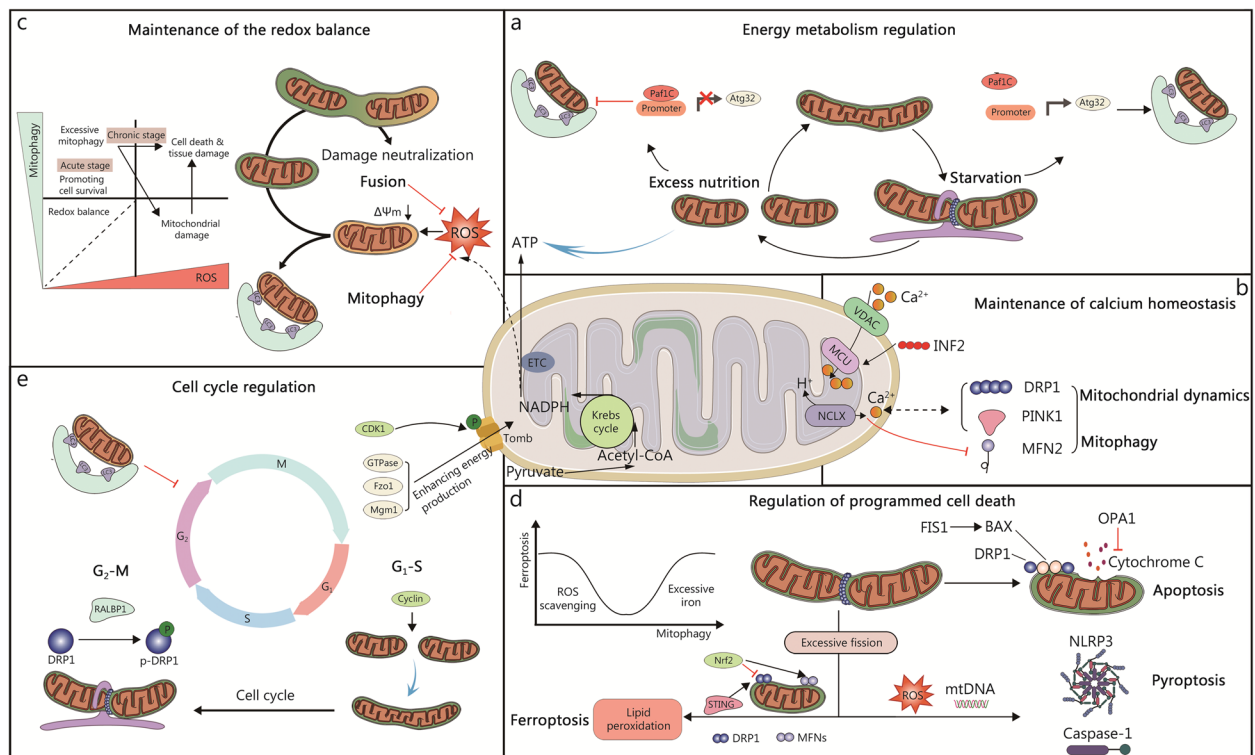 c
Maintenance of the redox balance
Mitophagy
Excessive
mitophagy
Chronic stage
Cell death &
tissue damage
Acute stage
Promoting
cell survival
Redox balance
Mitochondrial
damage
ROS
Damage neutralization
Fusion
ΔΨm
ROS
Mitophagy
a
Energy metabolism regulation
Paf1C
Promoter
Atg32
Paf1C
Promoter
Atg32
Excess nutrition
Starvation
ATP
b
Maintenance of calcium homeostasis
Ca²⁺
VDAC
MCU
INF2
H⁺
NCLX
Ca²⁺
DRP1
PINK1
MFN2
Mitochondrial dynamics
Mitophagy
ETC
NADPH
Krebs
cycle
Acetyl-CoA
Pyruvate
Tomb
e
Cell cycle regulation
CDK1
P
GTPase
Fzo1
Mgm1
Enhancing energy
production
M
G₂
G₁
S
G₂-M
G₁-S
RALBP1
DRP1
P
p-DRP1
Cyclin
Cell cycle
d
Regulation of programmed cell death
Ferroptosis
ROS
scavenging
Excessive
iron
Mitophagy
FIS1
BAX
OPA1
DRP1
Cytochrome C
Apoptosis
Excessive fission
Nrf2
STING
DRP1
MFNs
Ferroptosis
Lipid
peroxidation
ROS
mtDNA
NLRP3
Pyroptosis
Caspase-1